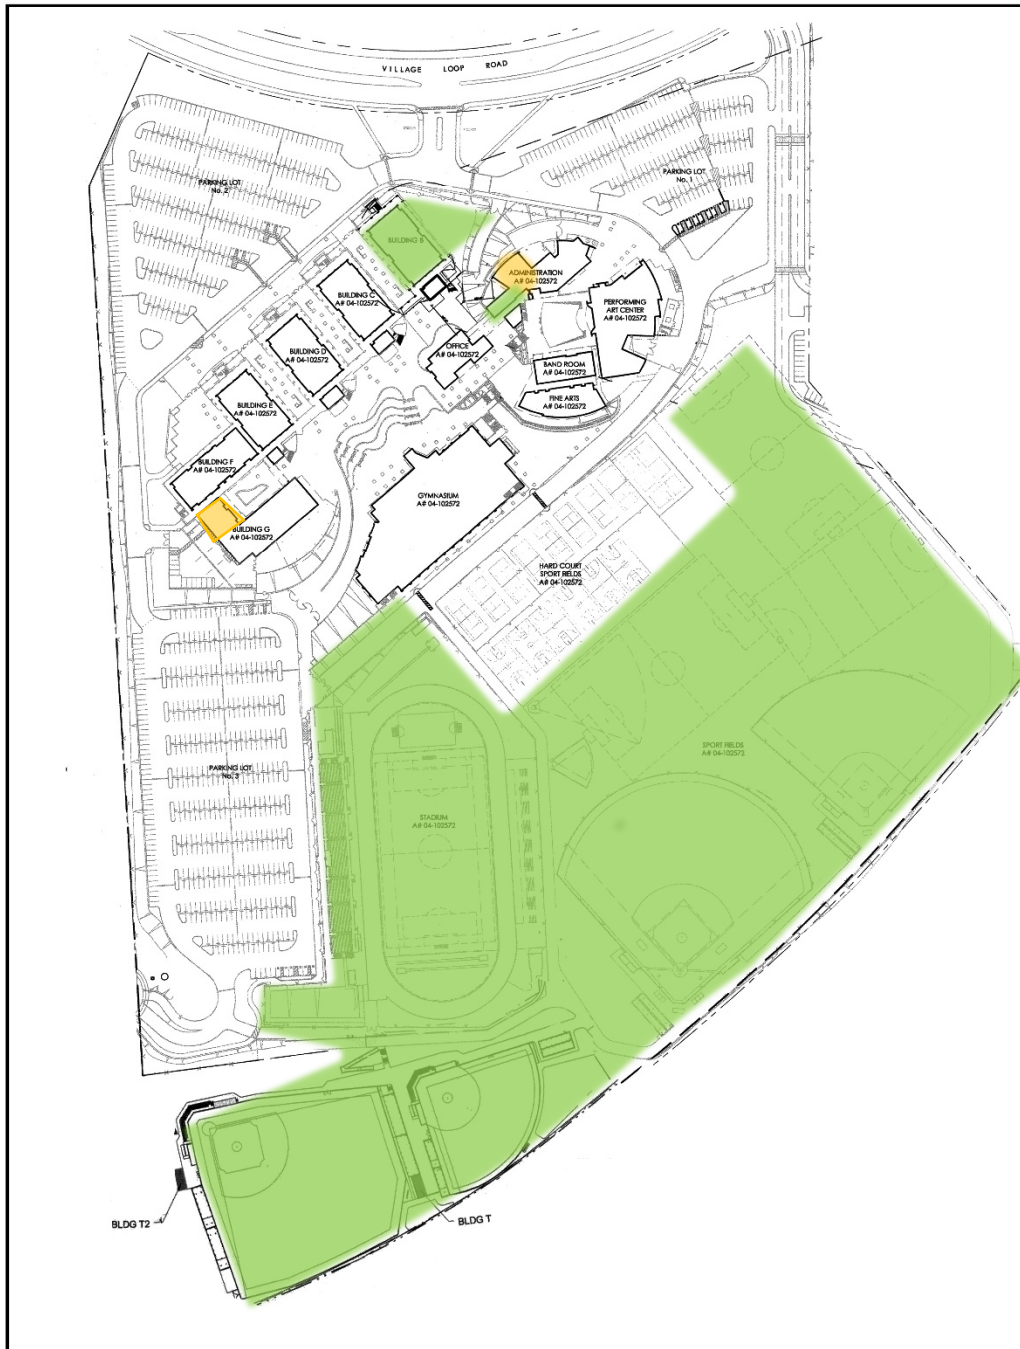 VILLAGE LOOP ROAD
PARKING LOT
No. 2
PARKING LOT
No. 1
BUILDING B
ADMINISTRATION
A# 04-102572
BUILDING C
A# 04-102572
PERFORMING
ART CENTER
A# 04-102572
OFFICE
A# 04-102572
BUILDING D
A# 04-102572
BAND ROOM
A# 04-102572
FINE ARTS
A# 04-102572
BUILDING E
A# 04-102572
BUILDING F
A# 04-102572
GYMNASIUM
A# 04-102572
BUILDING G
A# 04-102572
HARD COURT
SPORT FIELDS
A# 04-102572
SPORT FIELDS
A# 04-102572
PARKING LOT
No. 3
STADIUM
A# 04-102572
BLDG T2
BLDG T